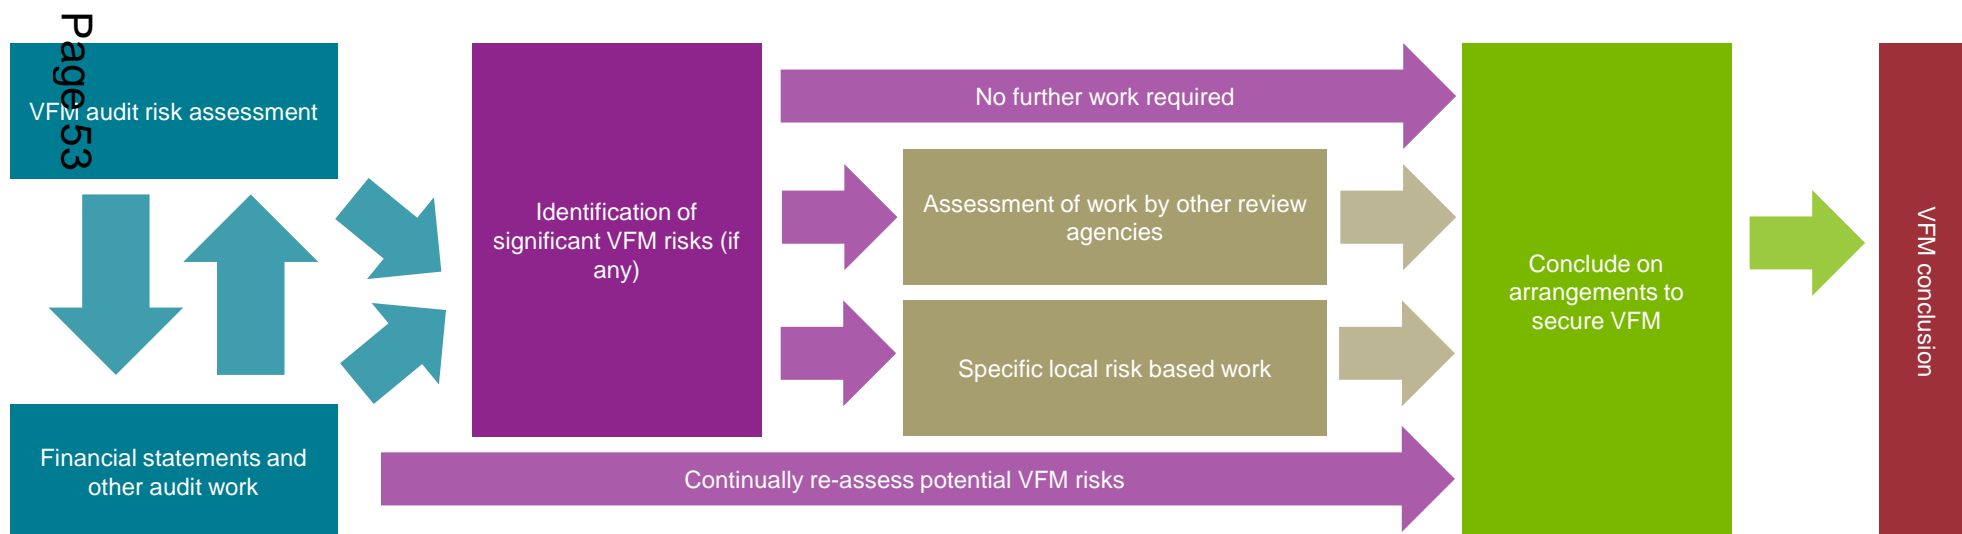 Page 53
VFM audit risk assessment
Financial statements and
other audit work
Identification of
significant VFM risks (if
any)
No further work required
Assessment of work by other review
agencies
Specific local risk based work
Continually re-assess potential VFM risks
Conclude on
arrangements to
secure VFM
VFM conclusion